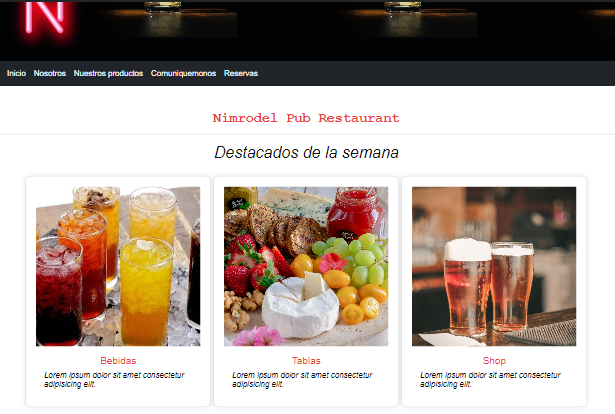 N
Inicio Nosotros Nuestros productos Comuniquemonos Reservas
Nimrodel Pub Restaurant
Destacados de la semana
Bebidas
Lorem ipsum dolor sit amet consectetur
adipisicing elit.
Tablas
Lorem ipsum dolor sit amet consectetur
adipisicing elit.
Shop
Lorem ipsum dolor sit amet consectetur
adipisicing elit.